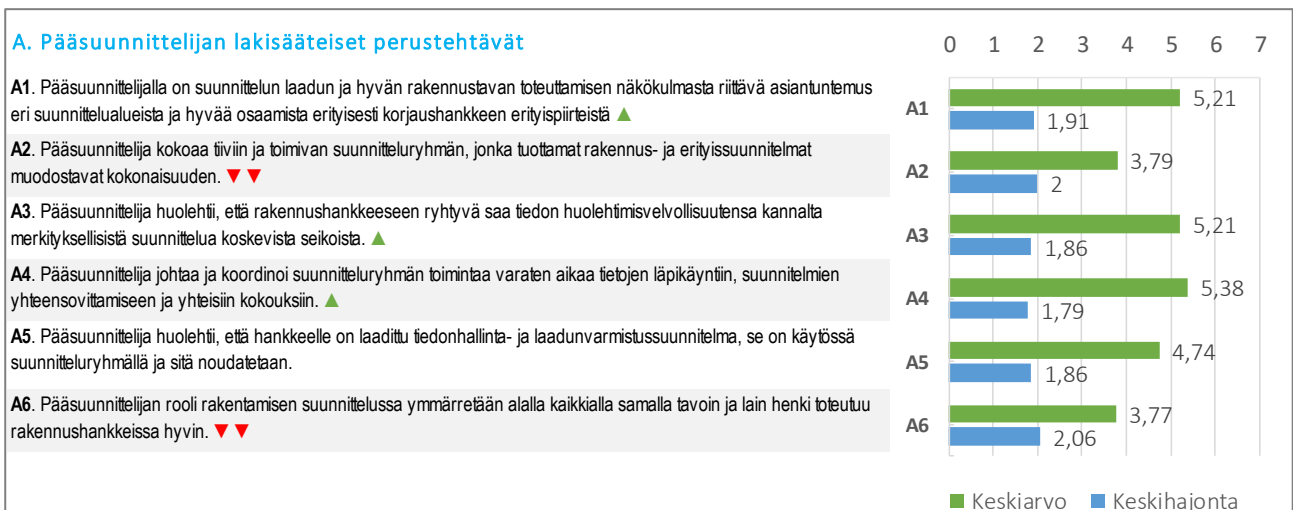 A. Pääsuunnittelijan lakisääteiset perustehtävät
A1. Pääsuunnittelijalla on suunnittelun laadun ja hyvän rakennustavan toteuttamisen näkökulmasta riittävä asiantuntemus
eri suunnittelualueista ja hyvää osaamista erityisesti korjaushankkeen erityispiirteistä ▲
A2. Pääsuunnittelija kokoaa tiiviin ja toimivan suunnitteluryhmän, jonka tuottamat rakennus- ja erityissuunnitelmat
muodostavat kokonaisuuden. ▼ ▼
A3. Pääsuunnittelija huolehtii, että rakennushankkeeseen ryhtyvä saa tiedon huolehtimisvelvollisuutensa kannalta
merkityksellisistä suunnittelua koskevista seikoista. ▲
A4. Pääsuunnittelija johtaa ja koordinoi suunnitteluryhmän toimintaa varaten aikaa tietojen läpikäyntiin, suunnitelmien
yhteensovittamiseen ja yhteisiin kokouksiin. ▲
A5. Pääsuunnittelija huolehtii, että hankkeelle on laadittu tiedonhallinta- ja laadunvarmistussuunnitelma, se on käytössä
suunnitteluryhmällä ja sitä noudatetaan.
A6. Pääsuunnittelijan rooli rakentamisen suunnittelussa ymmärretään alalla kaikkialla samalla tavoin ja lain henki toteutuu
rakennushankkeissa hyvin. ▼ ▼
0 1 2 3 4 5 6 7
A1
5,21
1,91
A2
3,79
2
A3
5,21
1,86
A4
5,38
1,79
A5
4,74
1,86
A6
3,77
2,06
Keskiarvo Keskihajonta